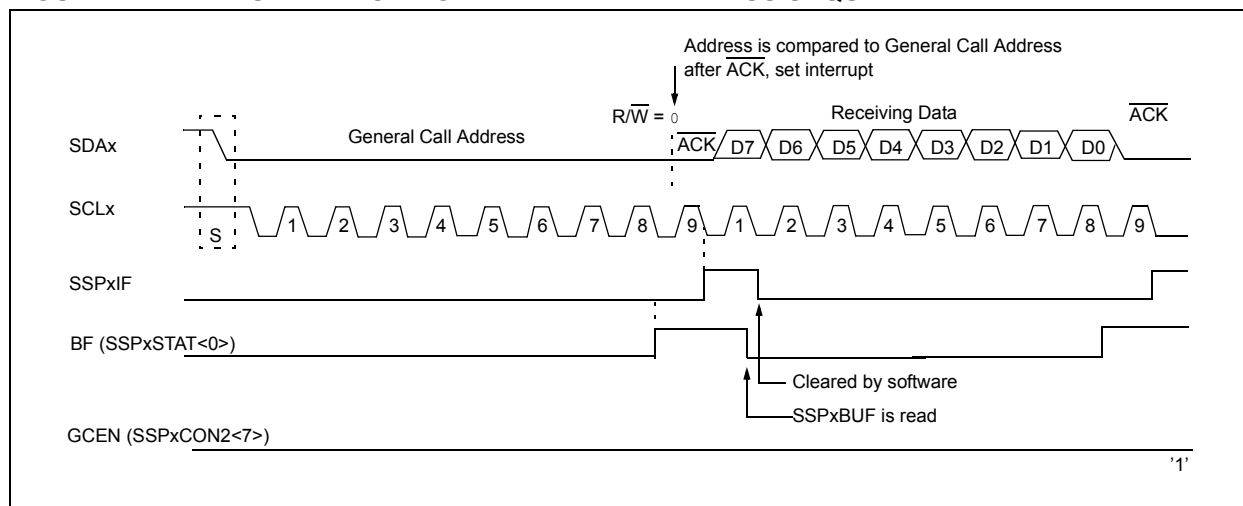 Address is compared to General Call Address
after ACK, set interrupt
R/W = 0
General Call Address
Receiving Data
ACK
SDAx
ACK D7 D6 D5 D4 D3 D2 D1 D0
SCLx
S
1 2 3 4 5 6 7 8 9 1 2 3 4 5 6 7 8 9
SSPxIF
BF (SSPxSTAT<0>)
Cleared by software
SSPxBUF is read
GCEN (SSPxCON2<7>)
'1'